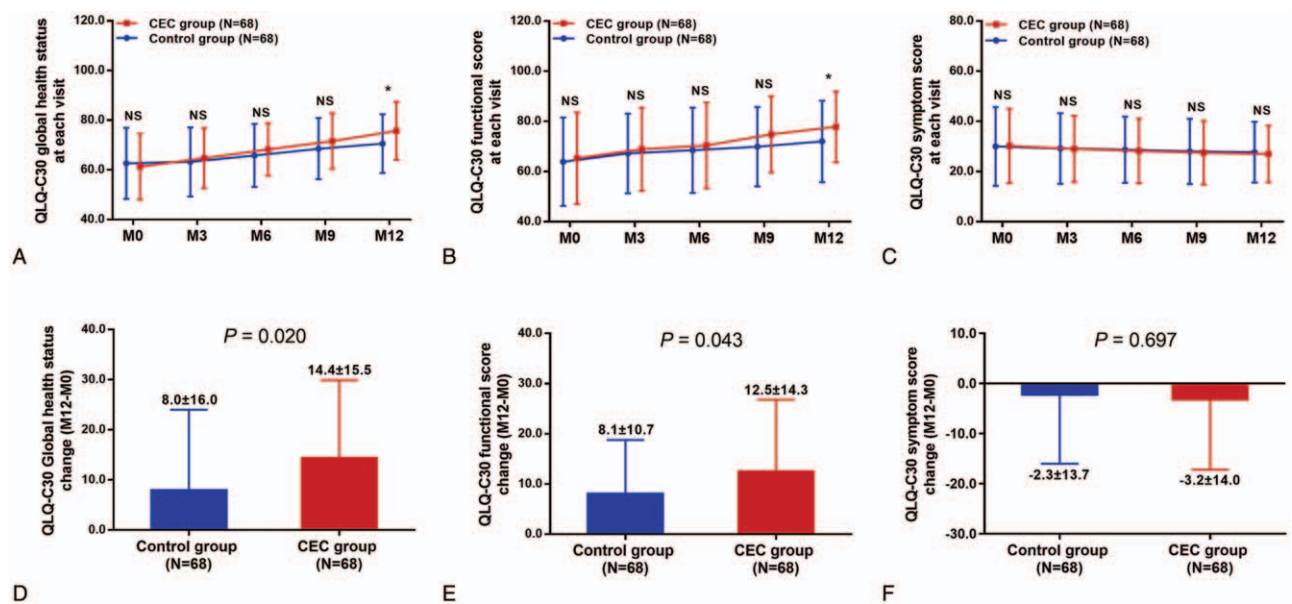 QLQ-C30 global health status
at each visit
120.0
100.0
80.0
60.0
40.0
CEC group (N=68)
Control group (N=68)
NS
NS
NS
NS
*
M0 M3 M6 M9 M12
A
QLQ-C30 functional score
at each visit
120.0
100.0
80.0
60.0
40.0
CEC group (N=68)
Control group (N=68)
NS
NS
NS
NS
*
M0 M3 M6 M9 M12
B
QLQ-C30 symptom score
at each visit
80.0
60.0
40.0
20.0
0.0
CEC group (N=68)
Control group (N=68)
NS
NS
NS
NS
NS
M0 M3 M6 M9 M12
C
QLQ-C30 Global health status
change (M12-M0)
40.0
30.0
20.0
10.0
0.0
P = 0.020
8.0±16.0
14.4±15.5
Control group
(N=68)
CEC group
(N=68)
D
QLQ-C30 functional score
change (M12-M0)
40.0
30.0
20.0
10.0
0.0
P = 0.043
8.1±10.7
12.5±14.3
Control group
(N=68)
CEC group
(N=68)
E
QLQ-C30 symptom score
change (M12-M0)
10.0
0.0
-10.0
-20.0
-30.0
P = 0.697
-2.3±13.7
-3.2±14.0
Control group
(N=68)
CEC group
(N=68)
F